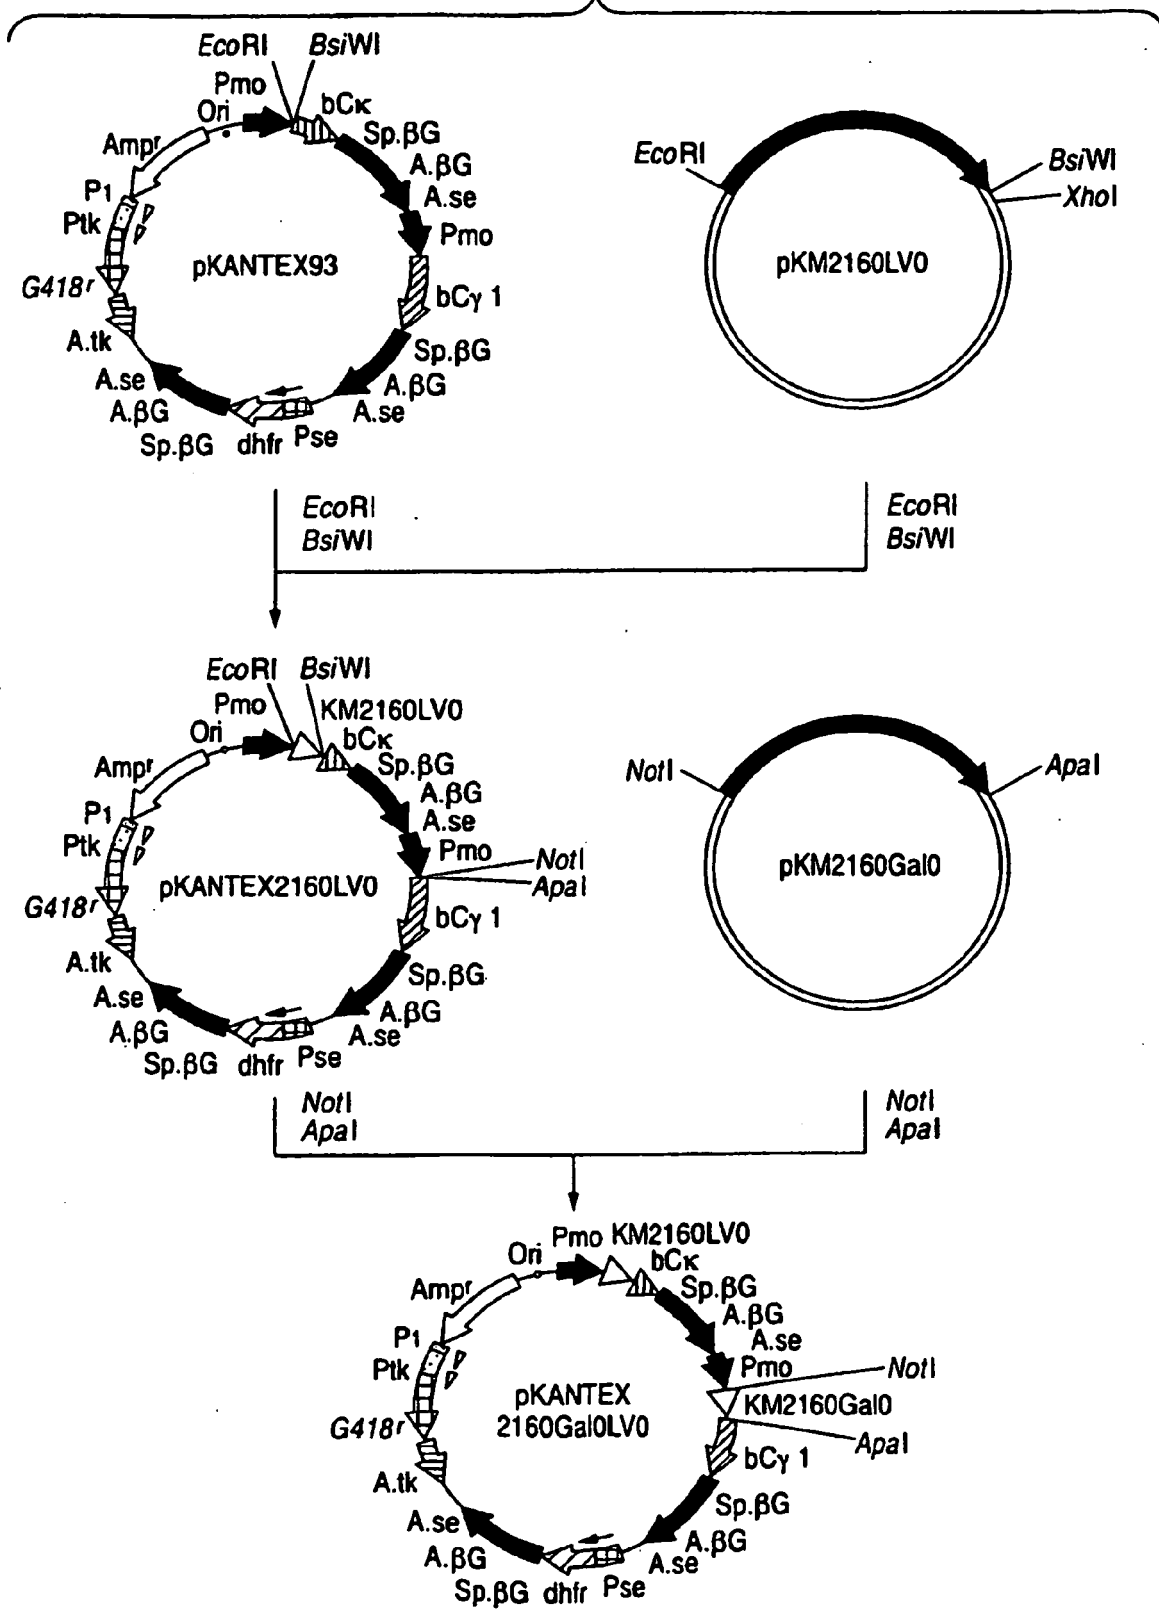 EcoRI BsiWI
Pmo
Ori
bCκ
Ampr
Sp.βG
A.βG
A.se
P1
Ptk
Pmo
pKANTEX93
G418r
bCγ 1
A.tk
Sp.βG
A.se
A.βG
A.βG
A.se
Sp.βG dhfr Pse
EcoRI
BsiWI
XhoI
pKM2160LV0
EcoRI
BsiWI
EcoRI
BsiWI
EcoRI BsiWI
Pmo
KM2160LV0
Ori
bCκ
Ampr
Sp.βG
A.βG
A.se
P1
Ptk
Pmo
NotI
ApaI
pKANTEX2160LV0
G418r
bCγ 1
A.tk
Sp.βG
A.se
A.βG
A.βG
A.se
Sp.βG dhfr Pse
NotI
ApaI
pKM2160Gal0
NotI
ApaI
NotI
ApaI
Pmo KM2160LV0
Ori
bCκ
Ampr
Sp.βG
A.βG
A.se
P1
Ptk
Pmo
NotI
pKANTEX
2160Gal0LV0
KM2160Gal0
G418r
ApaI
bCγ 1
A.tk
Sp.βG
A.se
A.βG
A.βG
A.se
Sp.βG dhfr Pse